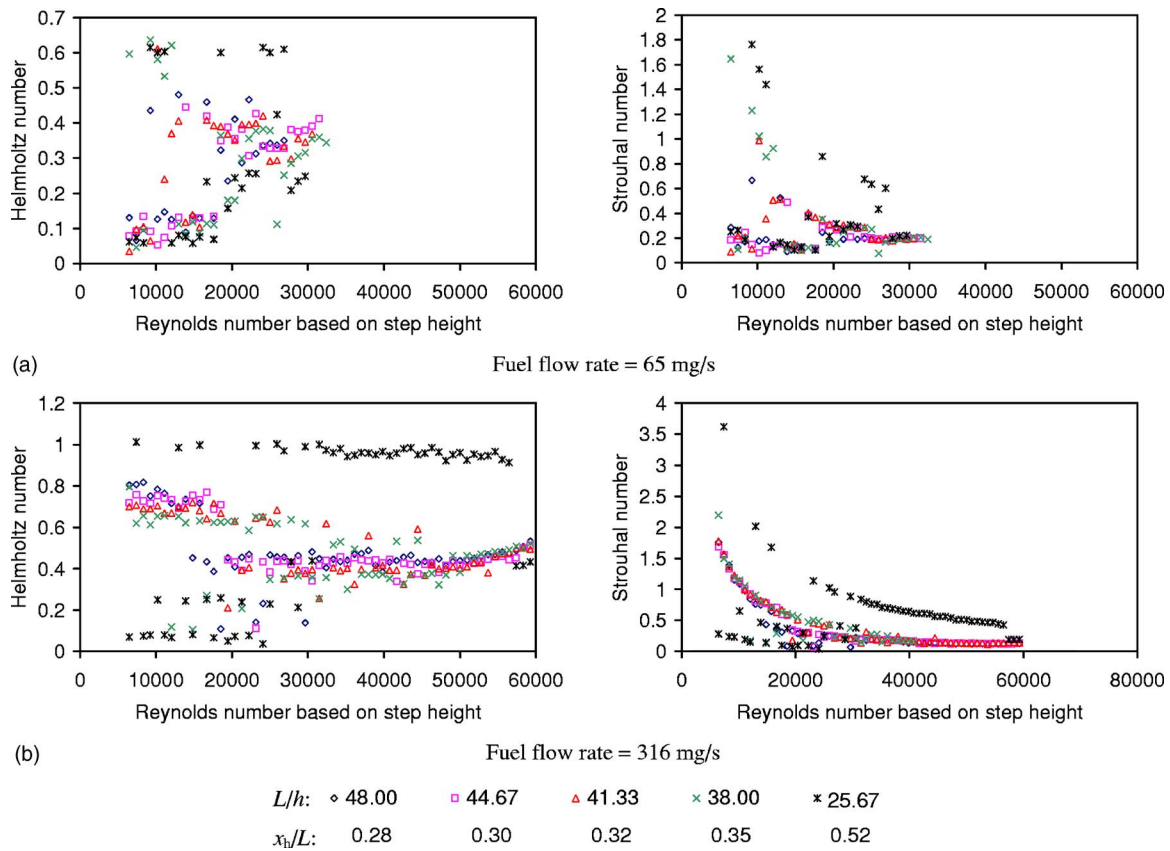 0.7
0.6
0.5
0.4
0.3
0.2
0.1
0
Helmholtz number
0 10000 20000 30000 40000 50000 60000
Reynolds number based on step height
2
1.8
1.6
1.4
1.2
1
0.8
0.6
0.4
0.2
0
Strouhal number
0 10000 20000 30000 40000 50000 60000
Reynolds number based on step height
(a) Fuel flow rate = 65 mg/s
1.2
1
0.8
0.6
0.4
0.2
0
Helmholtz number
0 10000 20000 30000 40000 50000 60000
Reynolds number based on step height
4
3.5
3
2.5
2
1.5
1
0.5
0
Strouhal number
0 20000 40000 60000 80000
Reynolds number based on step height
(b) Fuel flow rate = 316 mg/s
L/h: 48.00 44.67 41.33 38.00 25.67
x_h/L: 0.28 0.30 0.32 0.35 0.52